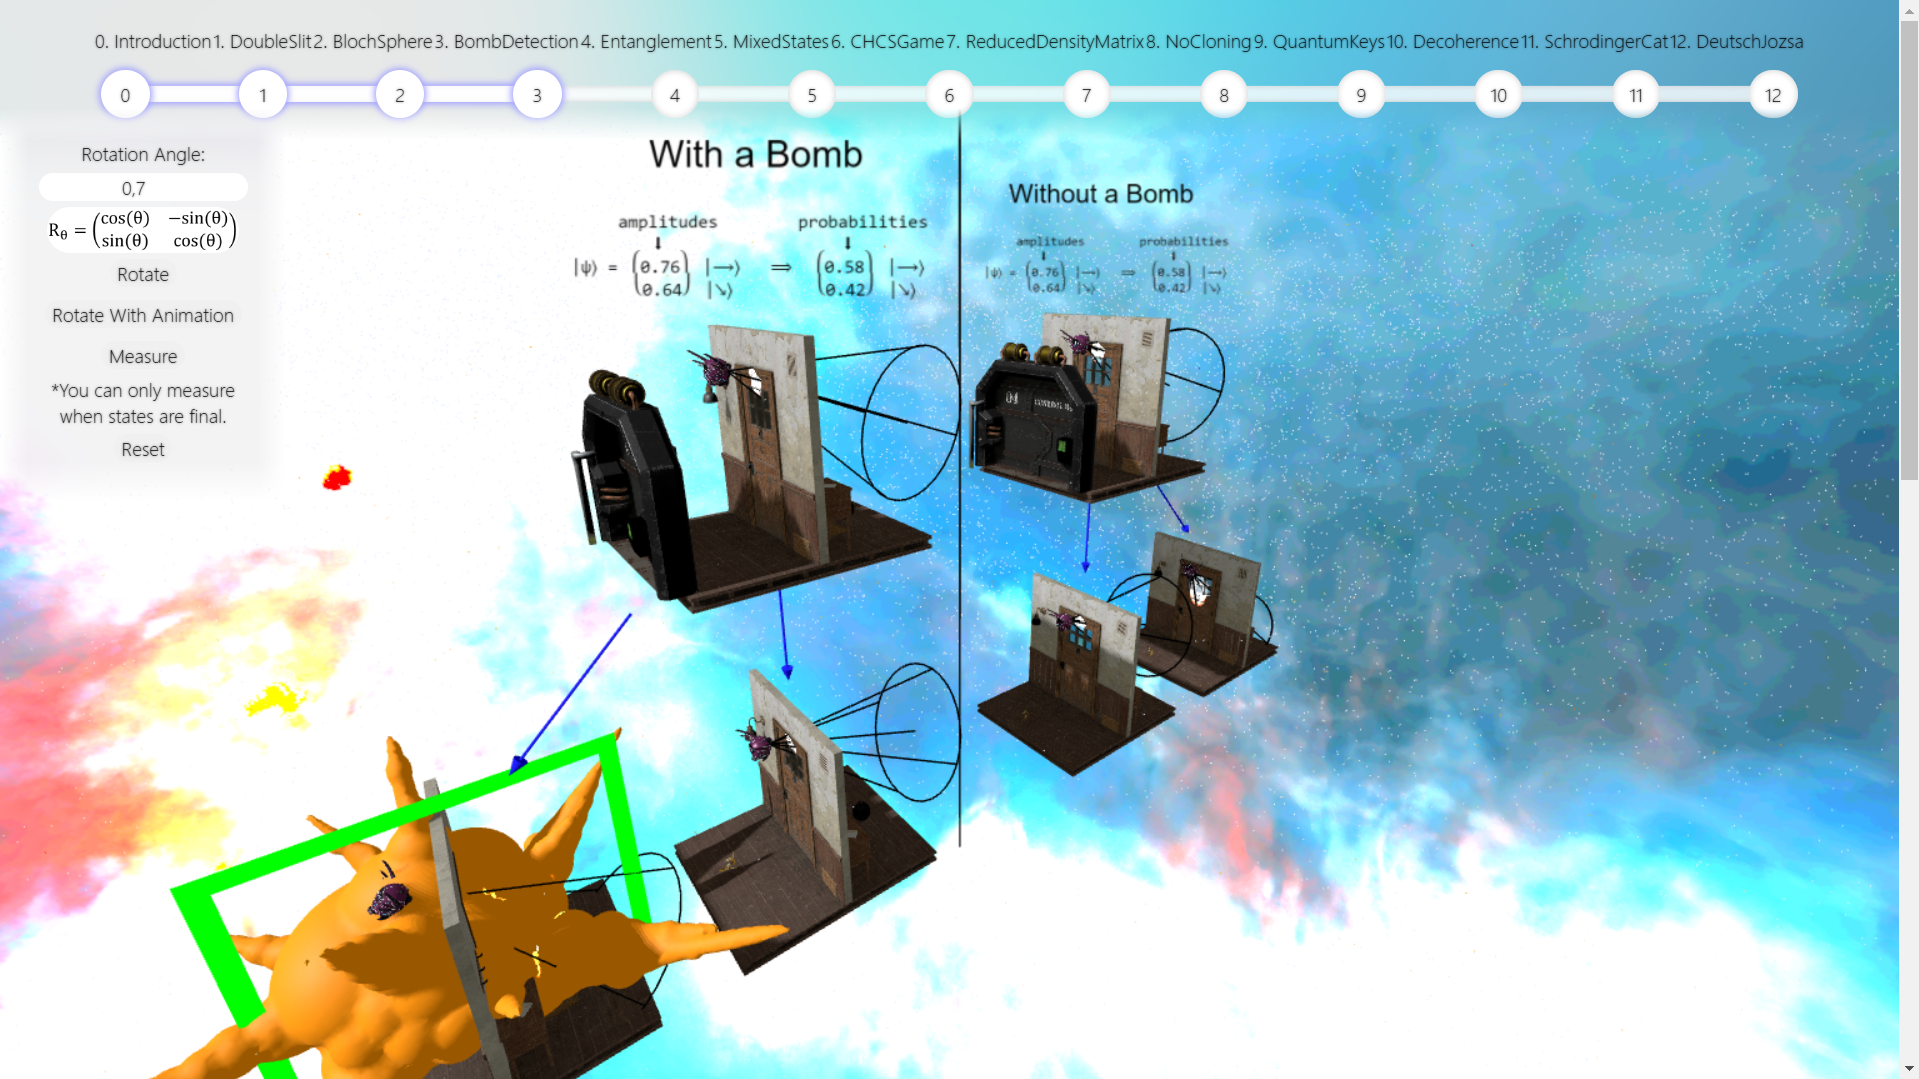 0. Introduction 1. DoubleSlit 2. BlochSphere 3. BombDetection 4. Entanglement 5. MixedStates 6. CHCSGame 7. ReducedDensityMatrix 8. NoCloning 9. QuantumKeys 10. Decoherence 11. SchrodingerCat 12. DeutschJozsa
0 1 2 3 4 5 6 7 8 9 10 11 12
Rotation Angle:
0,7
R_θ = (cos(θ) −sin(θ)
sin(θ) cos(θ))
Rotate
Rotate With Animation
Measure
*You can only measure
when states are final.
Reset
With a Bomb
amplitudes probabilities
|ψ⟩ = (0.76 |→⟩ ⟹ (0.58 |→⟩
0.64) |↘⟩ 0.42) |↘⟩
Without a Bomb
amplitudes probabilities
|ψ⟩ = (0.76 |→⟩ ⟹ (0.58 |→⟩
0.64) |↘⟩ 0.42) |↘⟩
04